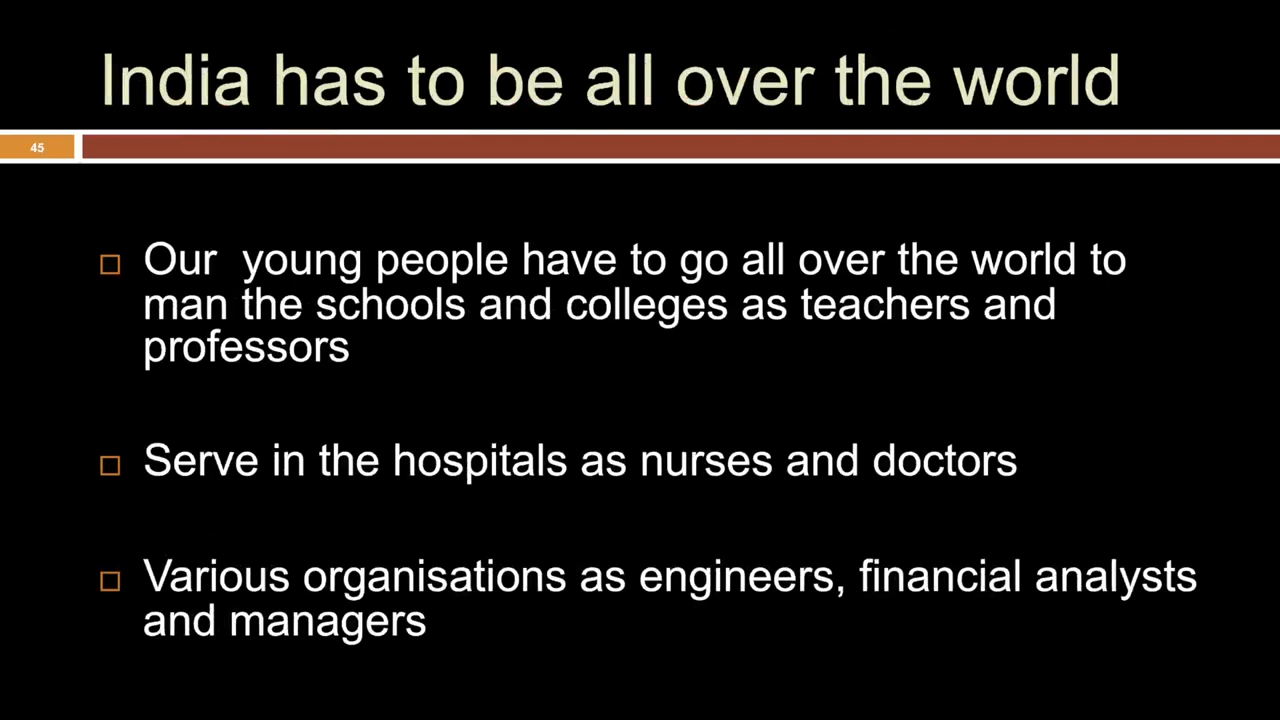 India has to be all over the world
45
Our  young people have to go all over the world to
man the schools and colleges as teachers and
professors
Serve in the hospitals as nurses and doctors
Various organisations as engineers, financial analysts
and managers